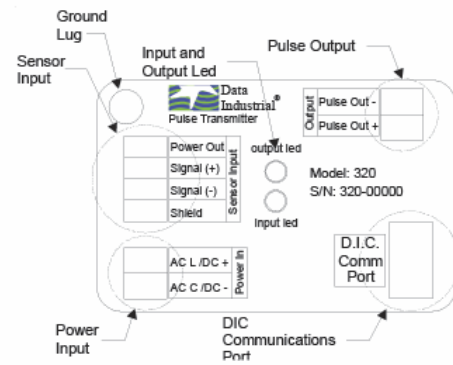 Ground
Lug
Sensor
Input
Input and
Output Led
Pulse Output
Data
Industrial®
Pulse Transmitter
Output
Pulse Out -
Pulse Out +
Power Out
Signal (+)
Signal (-)
Shield
Sensor Input
output led
Input led
Model: 320
S/N: 320-00000
AC L /DC +
AC C /DC -
Power In
D.I.C.
Comm
Port
Power
Input
DIC
Communications
Port